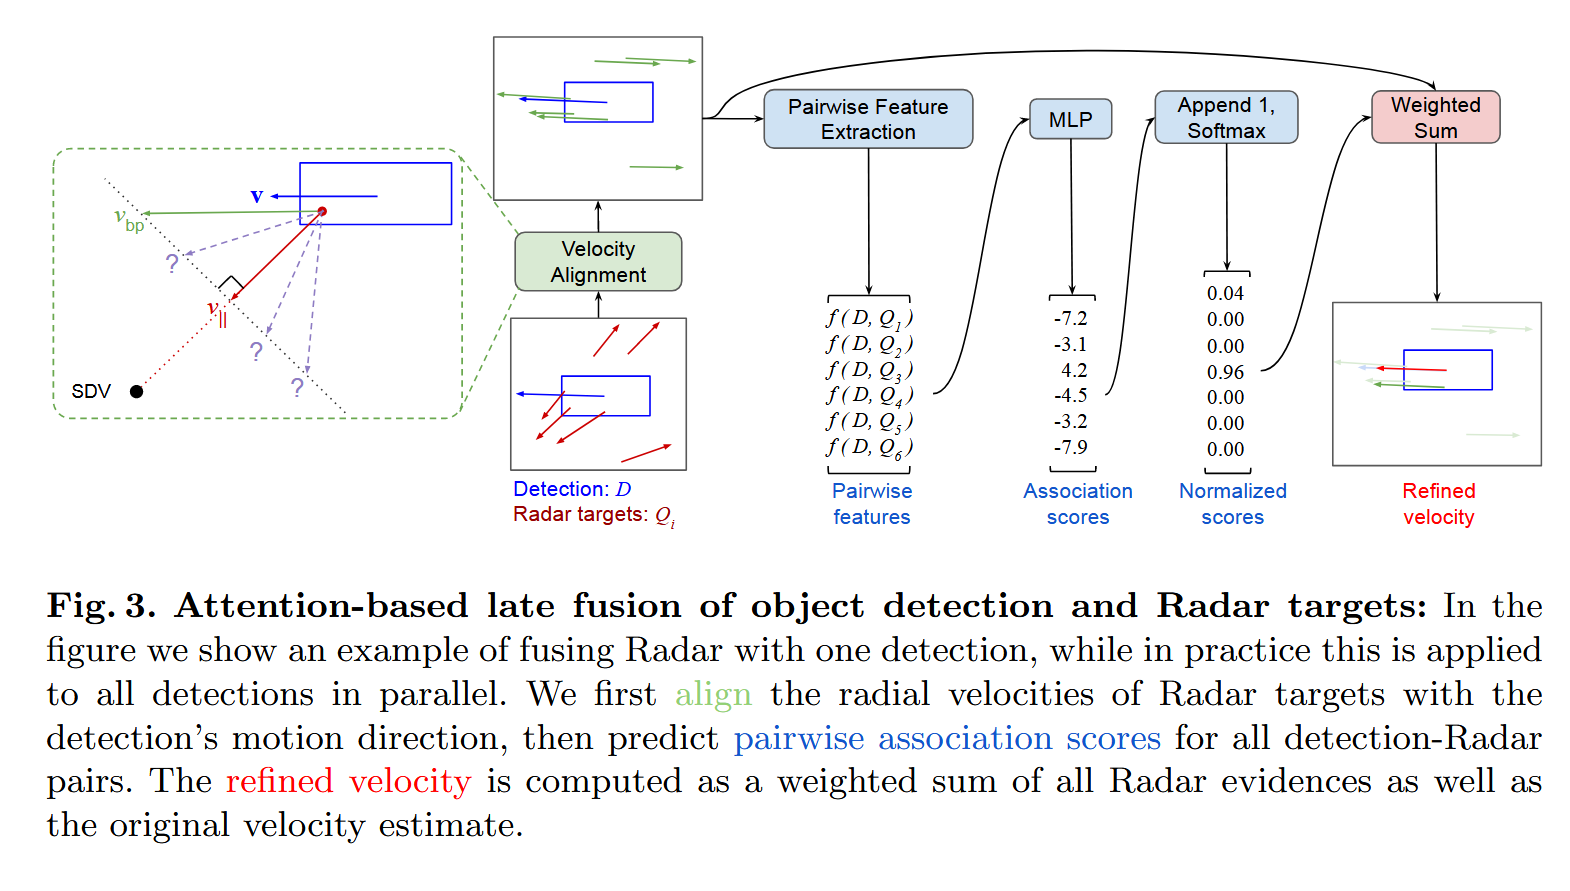 Pairwise Feature
Extraction
MLP
Append 1,
Softmax
Weighted
Sum
v
v_bp
?
v_||
?
?
SDV
Velocity
Alignment
Detection: D
Radar targets: Q_i
f ( D, Q_1 )
f ( D, Q_2 )
f ( D, Q_3 )
f ( D, Q_4 )
f ( D, Q_5 )
f ( D, Q_6 )
Pairwise
features
-7.2
-3.1
4.2
-4.5
-3.2
-7.9
Association
scores
0.04
0.00
0.00
0.96
0.00
0.00
0.00
Normalized
scores
Refined
velocity
Fig. 3. Attention-based late fusion of object detection and Radar targets: In the
figure we show an example of fusing Radar with one detection, while in practice this is applied
to all detections in parallel. We first align the radial velocities of Radar targets with the
detection's motion direction, then predict pairwise association scores for all detection-Radar
pairs. The refined velocity is computed as a weighted sum of all Radar evidences as well as
the original velocity estimate.